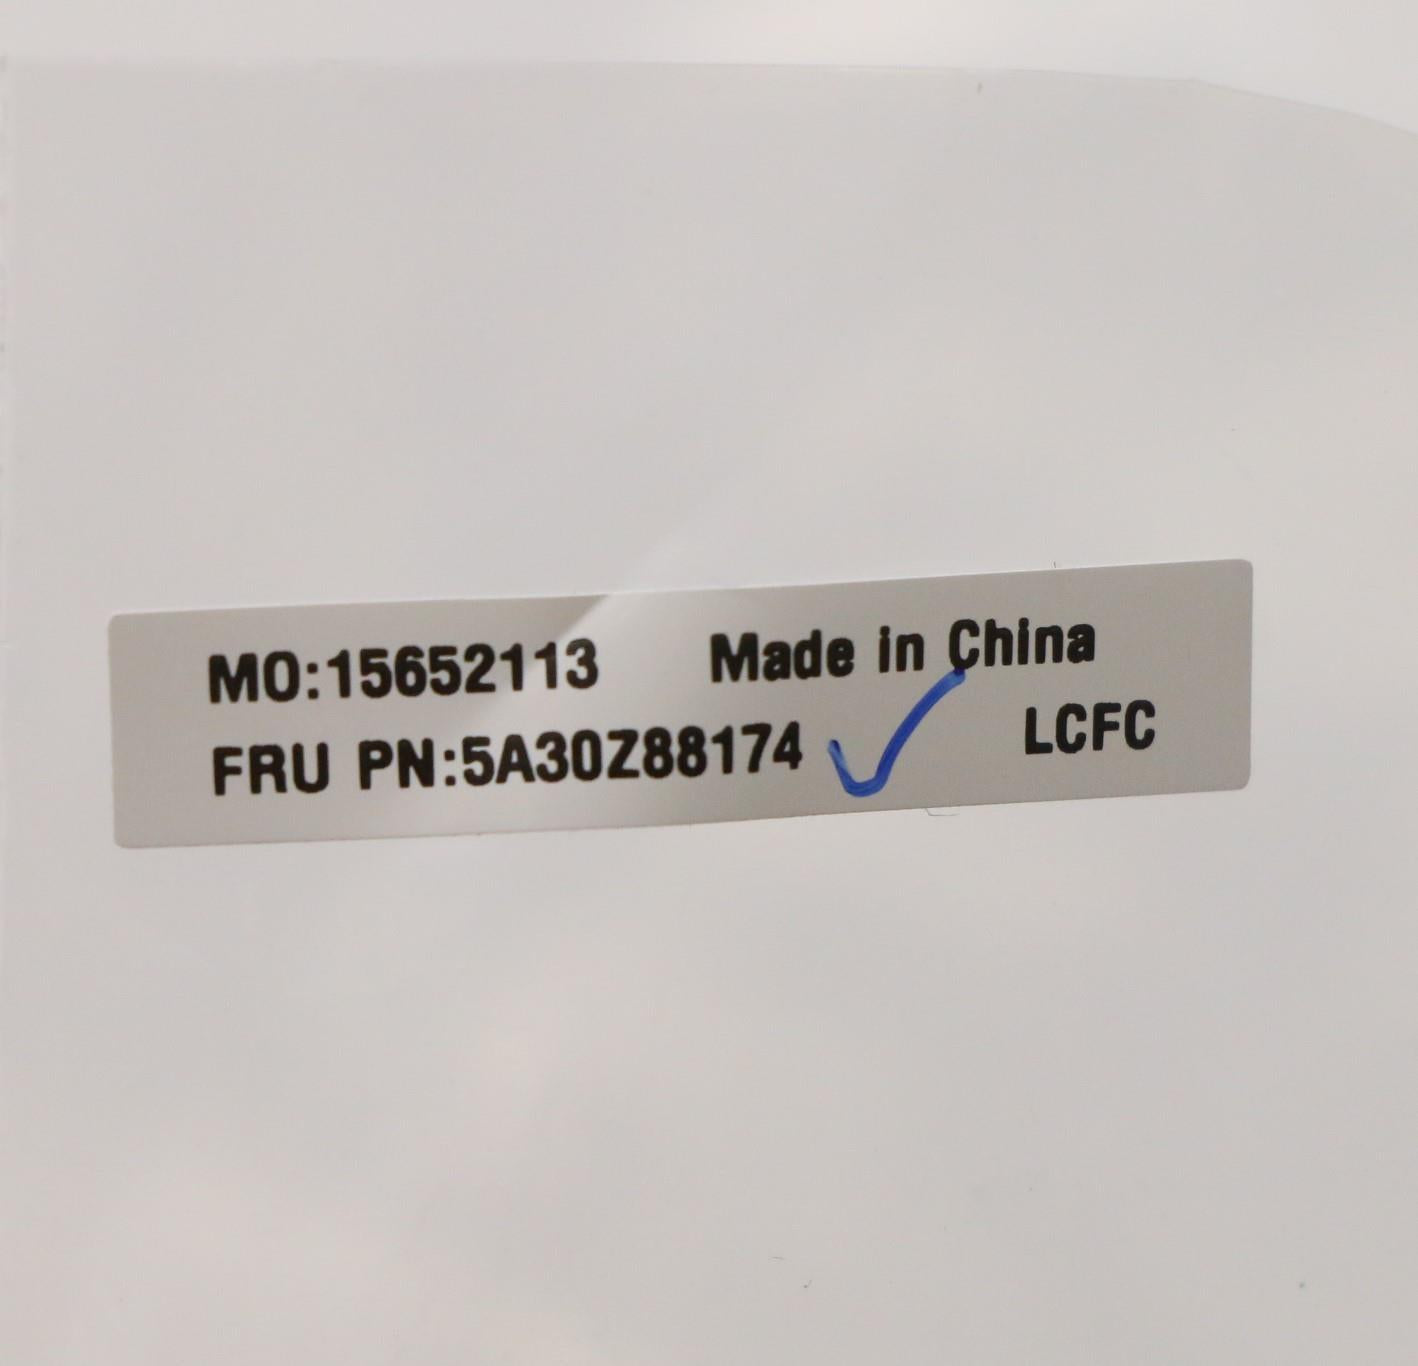 MO:15652113 Made in China
FRU PN:5A30Z88174 LCFC